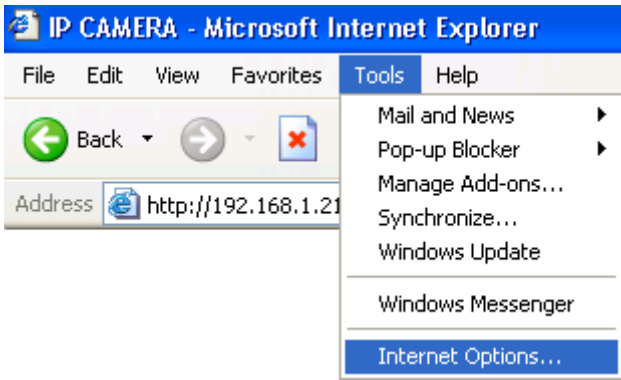 IP CAMERA - Microsoft Internet Explorer
File Edit View Favorites Tools Help
Mail and News
Back
Pop-up Blocker
Manage Add-ons...
Address http://192.168.1.21
Synchronize...
Windows Update
Windows Messenger
Internet Options...